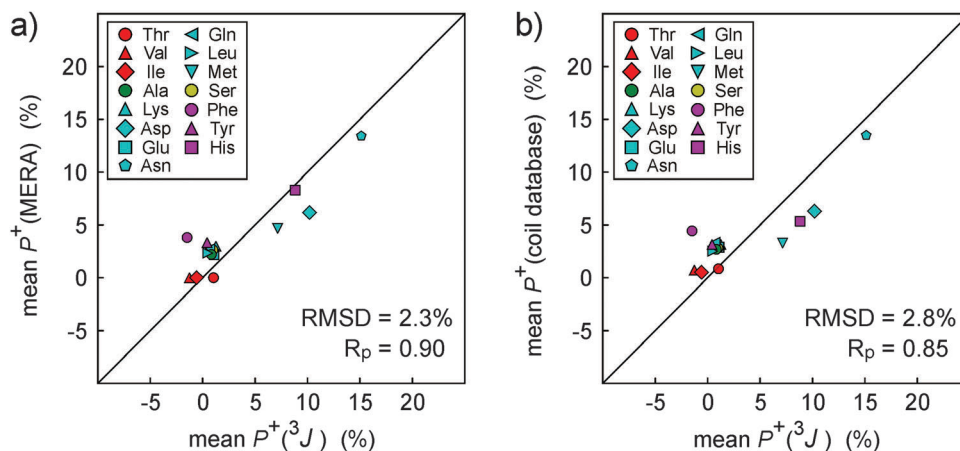 a)
Thr Gln
Val Leu
Ile Met
Ala Ser
Lys Phe
Asp Tyr
Glu His
Asn
mean P⁺(MERA) (%)
20
15
10
5
0
-5
-5 0 5 10 15 20
mean P⁺(³J) (%)
RMSD = 2.3%
Rₚ = 0.90
b)
Thr Gln
Val Leu
Ile Met
Ala Ser
Lys Phe
Asp Tyr
Glu His
Asn
mean P⁺(coil database) (%)
20
15
10
5
0
-5
-5 0 5 10 15 20
mean P⁺(³J) (%)
RMSD = 2.8%
Rₚ = 0.85